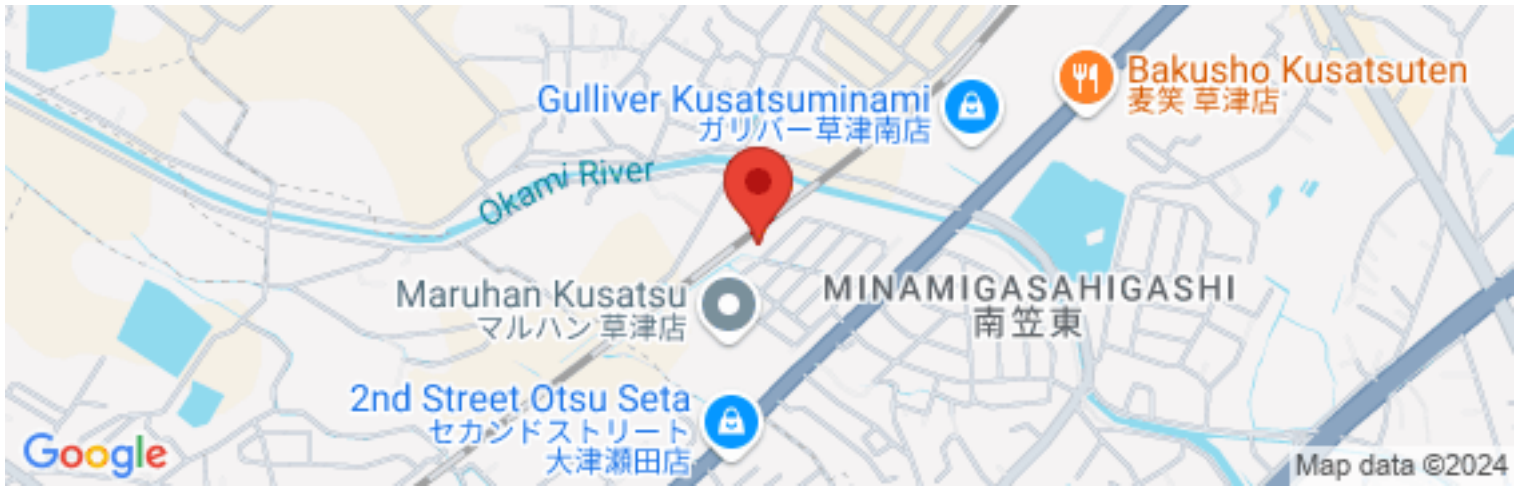 Bakusho Kusatsuten
麦笑 草津店
Gulliver Kusatsuminami
ガリバー草津南店
Okami River
Maruhan Kusatsu
マルハン 草津店
MINAMIGASAHIGASHI
南笠東
2nd Street Otsu Seta
セカンドストリート
大津瀬田店
Google
Map data ©2024